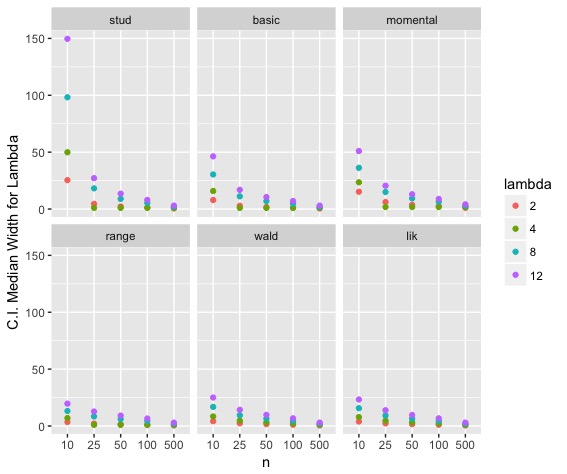 stud basic momental
150
100
50
0
range wald lik
150
100
50
0
10 25 50 100 500 10 25 50 100 500 10 25 50 100 500
n
C.I. Median Width for Lambda
lambda
2
4
8
12